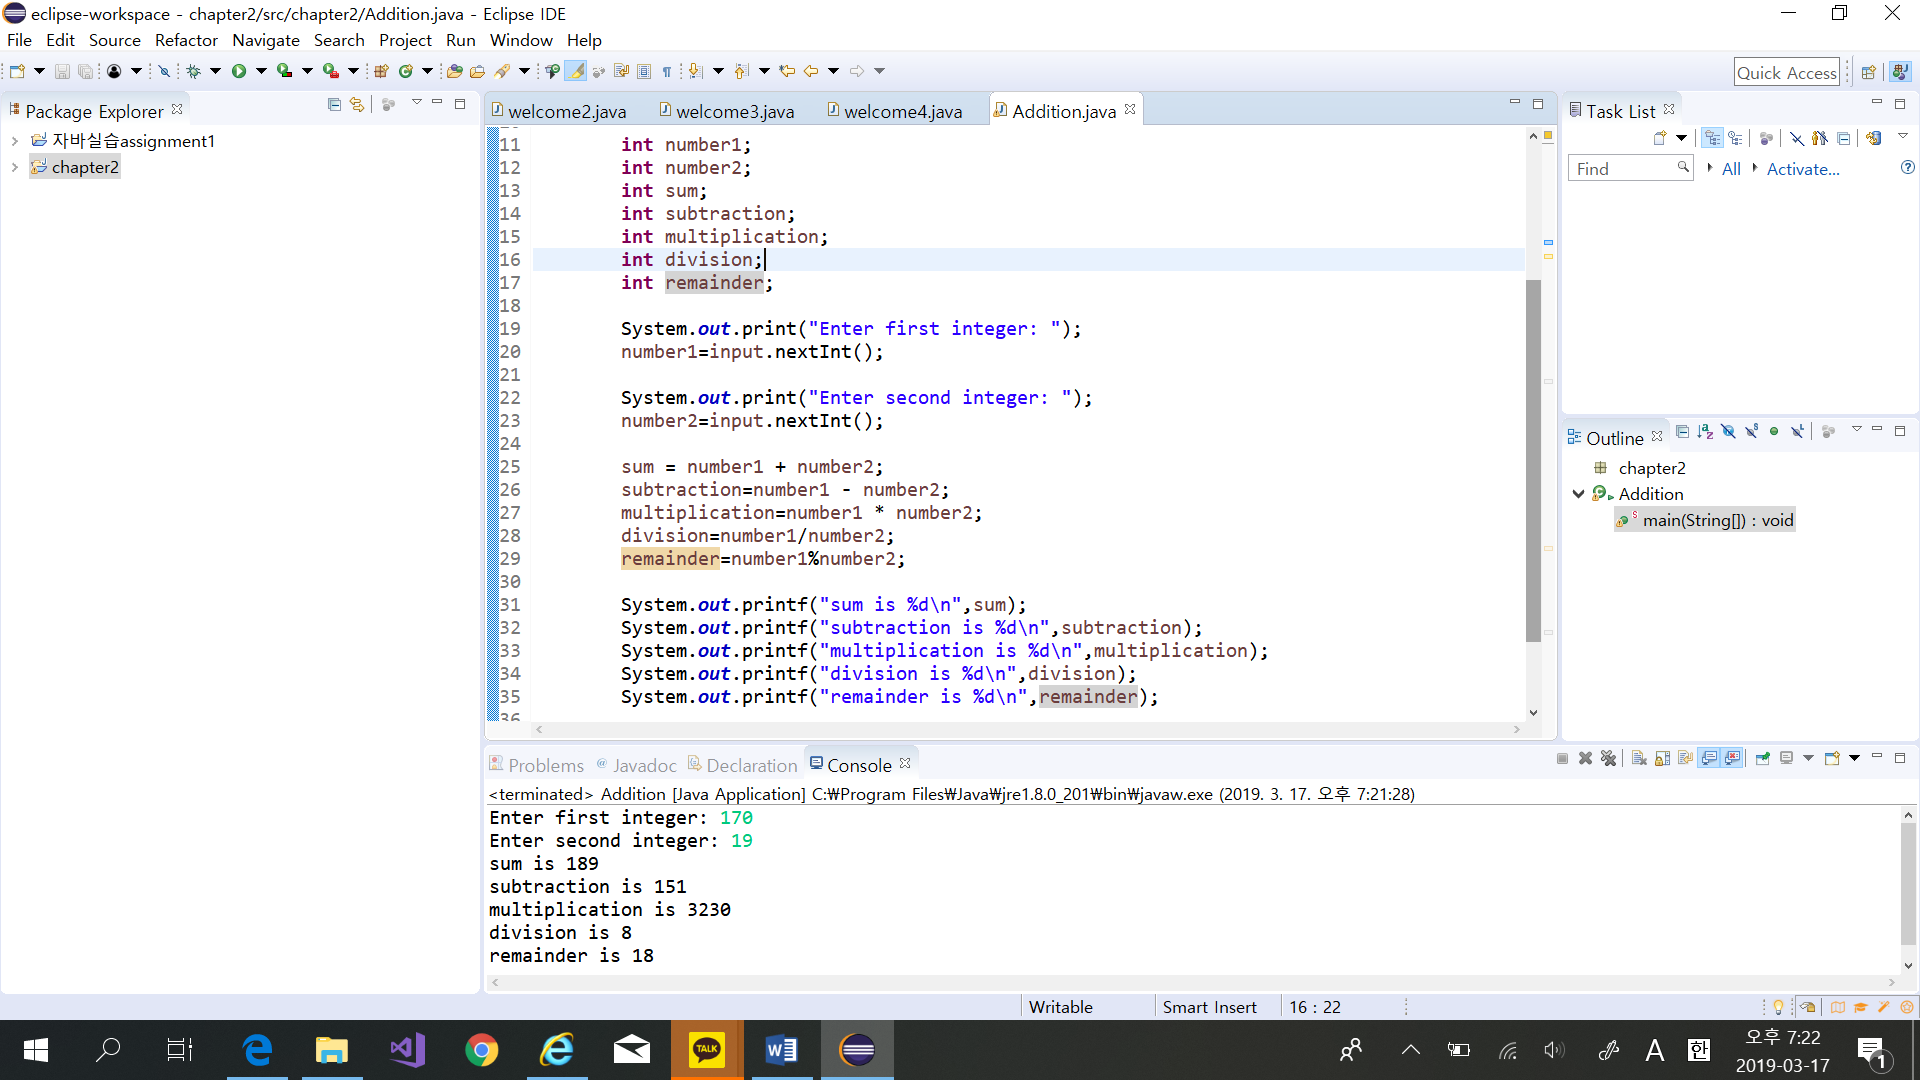 eclipse-workspace - chapter2/src/chapter2/Addition.java - Eclipse IDE
File Edit Source Refactor Navigate Search Project Run Window Help
Quick Access
Package Explorer
자바실습assignment1
chapter2
welcome2.java welcome3.java welcome4.java Addition.java
11 int number1;
12 int number2;
13 int sum;
14 int subtraction;
15 int multiplication;
16 int division;
17 int remainder;
18
19 System.out.print("Enter first integer: ");
20 number1=input.nextInt();
21
22 System.out.print("Enter second integer: ");
23 number2=input.nextInt();
24
25 sum = number1 + number2;
26 subtraction=number1 - number2;
27 multiplication=number1 * number2;
28 division=number1/number2;
29 remainder=number1%number2;
30
31 System.out.printf("sum is %d\n",sum);
32 System.out.printf("subtraction is %d\n",subtraction);
33 System.out.printf("multiplication is %d\n",multiplication);
34 System.out.printf("division is %d\n",division);
35 System.out.printf("remainder is %d\n",remainder);
36
Task List
Find All Activate...
Outline
chapter2
Addition
main(String[]) : void
Problems Javadoc Declaration Console
<terminated> Addition [Java Application] C:₩Program Files₩Java₩jre1.8.0_201₩bin₩javaw.exe (2019. 3. 17. 오후 7:21:28)
Enter first integer: 170
Enter second integer: 19
sum is 189
subtraction is 151
multiplication is 3230
division is 8
remainder is 18
Writable Smart Insert 16 : 22
TALK
A 한
오후 7:22
2019-03-17
1